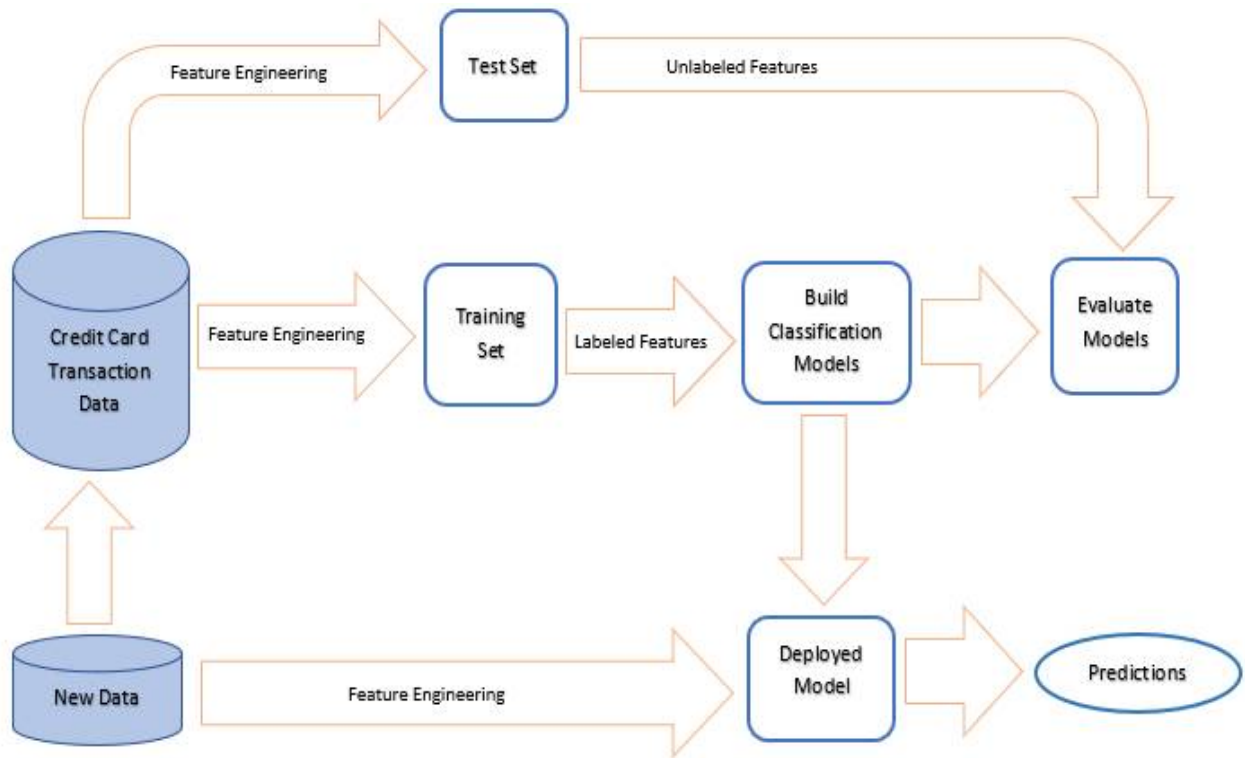 Feature Engineering
Test Set
Unlabeled Features
Credit Card
Transaction
Data
Feature Engineering
Training
Set
Labeled Features
Build
Classification
Models
Evaluate
Models
New Data
Feature Engineering
Deployed
Model
Predictions